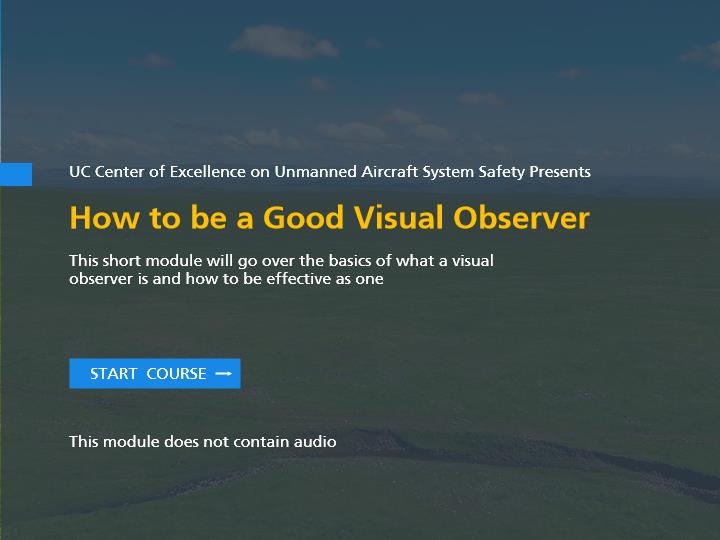 UC Center of Excellence on Unmanned Aircraft System Safety Presents
How to be a Good Visual Observer
This short module will go over the basics of what a visual
observer is and how to be effective as one
START COURSE
This module does not contain audio